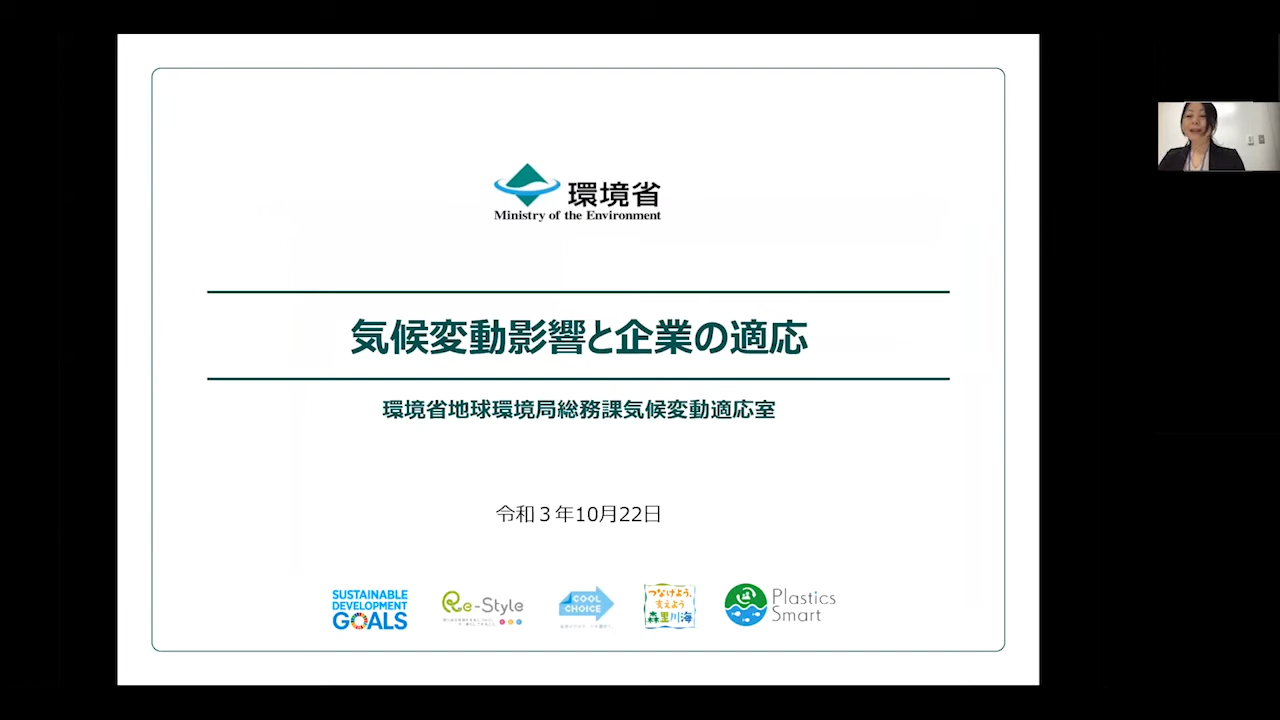 環境省
Ministry of the Environment
気候変動影響と企業の適応
環境省地球環境局総務課気候変動適応室
令和３年10月22日
SUSTAINABLE
DEVELOPMENT
GOALS
Re-Style
COOL
CHOICE
つなげよう、
支えよう
森里川海
Plastics
Smart